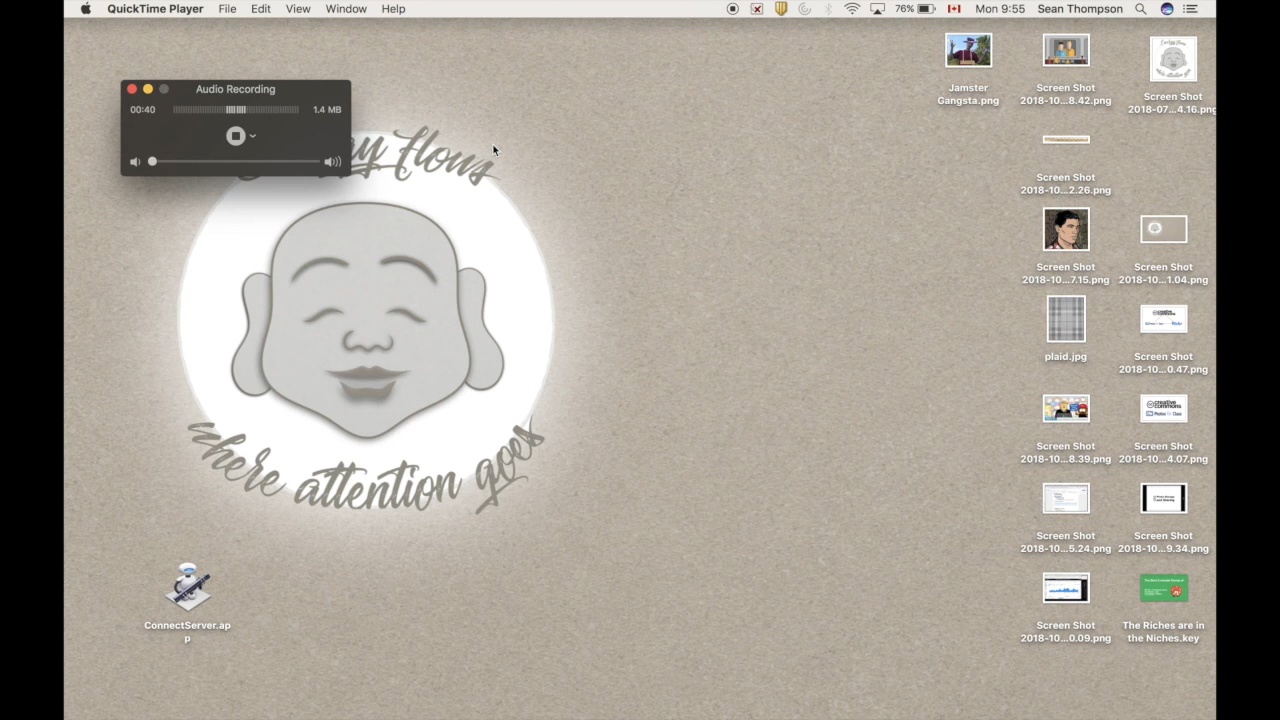 QuickTime Player File Edit View Window Help 76% Mon 9:55 Sean Thompson
Audio Recording
00:40 1.4 MB
flows
where attention goes
ConnectServer.ap
p
Jamster
Gangsta.png
Screen Shot
2018-10...8.42.png
Screen Shot
2018-07...4.16.png
Screen Shot
2018-10...2.26.png
Screen Shot
2018-10...7.15.png
Screen Shot
2018-10...1.04.png
plaid.jpg
Screen Shot
2018-10...0.47.png
Screen Shot
2018-10...8.39.png
creative
commons
Screen Shot
2018-10...4.07.png
Screen Shot
2018-10...5.24.png
Screen Shot
2018-10...9.34.png
Screen Shot
2018-10...0.09.png
The Riches are in
the Niches.key